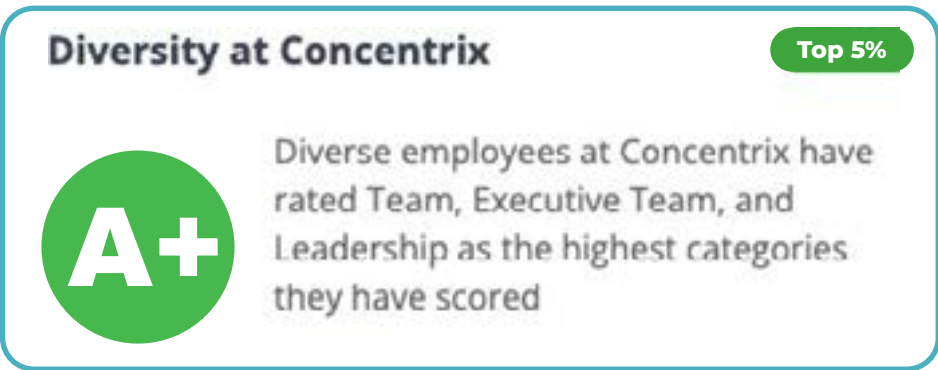 Diversity at Concentrix
Top 5%
A+
Diverse employees at Concentrix have
rated Team, Executive Team, and
Leadership as the highest categories
they have scored